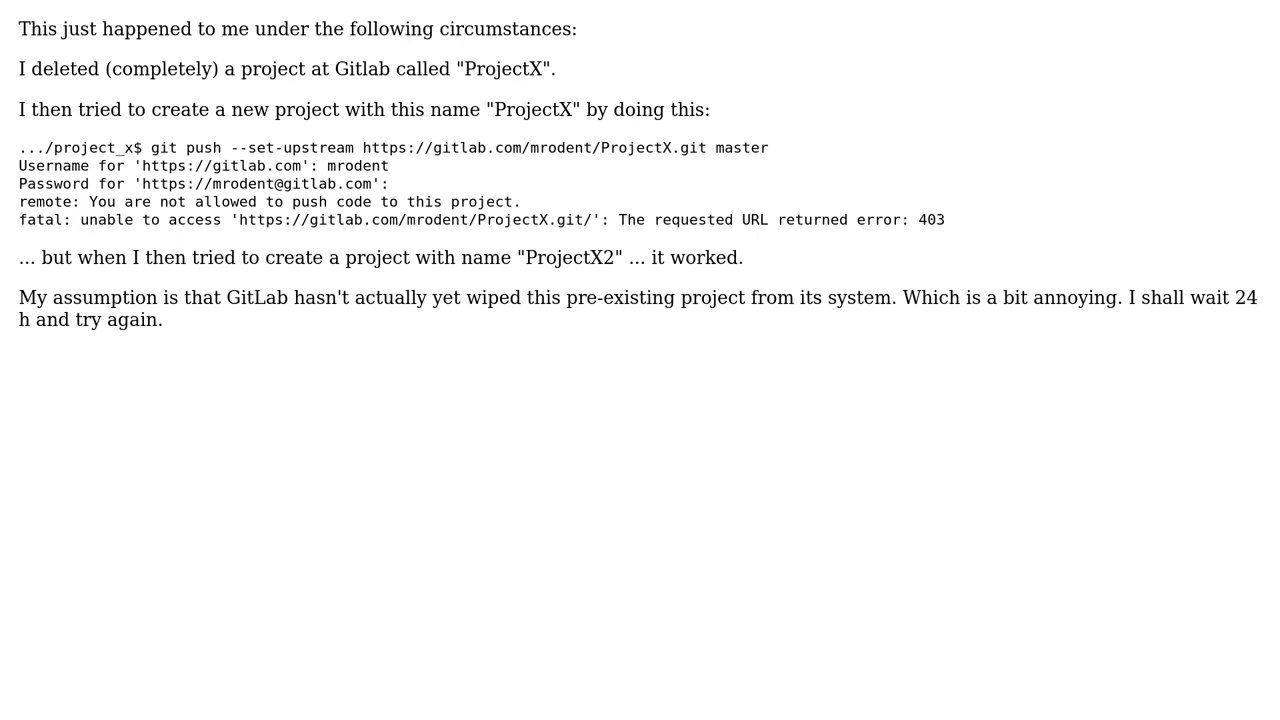 This just happened to me under the following circumstances:
I deleted (completely) a project at Gitlab called "ProjectX".
I then tried to create a new project with this name "ProjectX" by doing this:
.../project_x$ git push --set-upstream https://gitlab.com/mrodent/ProjectX.git master
Username for 'https://gitlab.com': mrodent
Password for 'https://mrodent@gitlab.com':
remote: You are not allowed to push code to this project.
fatal: unable to access 'https://gitlab.com/mrodent/ProjectX.git/': The requested URL returned error: 403
... but when I then tried to create a project with name "ProjectX2" ... it worked.
My assumption is that GitLab hasn't actually yet wiped this pre-existing project from its system. Which is a bit annoying. I shall wait 24
h and try again.